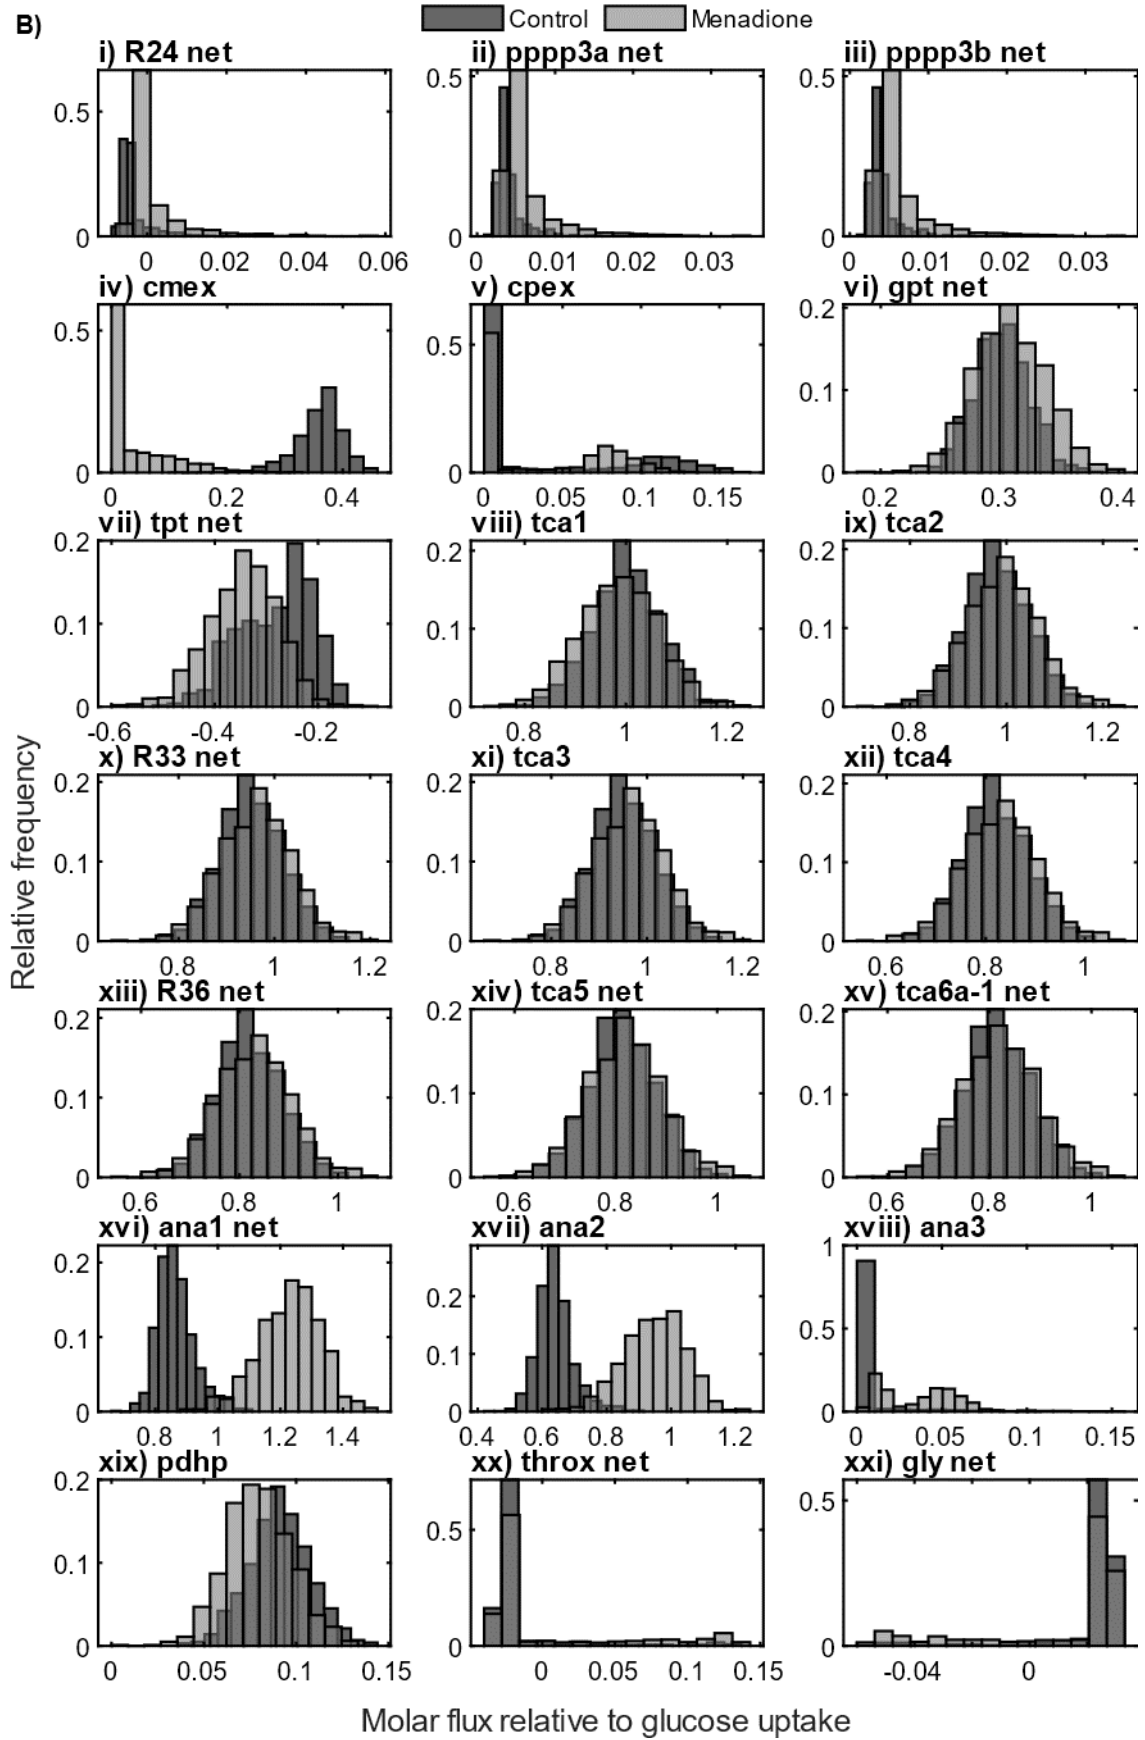 B)
Control Menadione
i) R24 net ii) pppp3a net iii) pppp3b net
0.5 0.5 0.5
0 0 0
0 0.02 0.04 0.06 0 0.01 0.02 0.03 0 0.01 0.02 0.03
iv) cmex v) cpex vi) gpt net
0.5 0.5 0.2
0.1
0 0 0
0 0.2 0.4 0 0.05 0.1 0.15 0.2 0.3 0.4
vii) tpt net viii) tca1 ix) tca2
0.2 0.2 0.2
0.1 0.1 0.1
0 0 0
-0.6 -0.4 -0.2 0.8 1 1.2 0.8 1 1.2
x) R33 net xi) tca3 xii) tca4
0.2 0.2 0.2
0.1 0.1 0.1
0 0 0
0.8 1 1.2 0.8 1 1.2 0.6 0.8 1
xiii) R36 net xiv) tca5 net xv) tca6a-1 net
0.2 0.2 0.2
0.1 0.1 0.1
0 0 0
0.6 0.8 1 0.6 0.8 1 0.6 0.8 1
xvi) ana1 net xvii) ana2 xviii) ana3
0.2 0.2 1
0.1 0.1 0.5
0 0 0
0.8 1 1.2 1.4 0.4 0.6 0.8 1 1.2 0 0.05 0.1 0.15
xix) pdhp xx) throx net xxi) gly net
0.2 0.5 0.5
0.1
0 0 0
0 0.05 0.1 0.15 0 0.05 0.1 0.15 -0.04 0
Relative frequency
Molar flux relative to glucose uptake